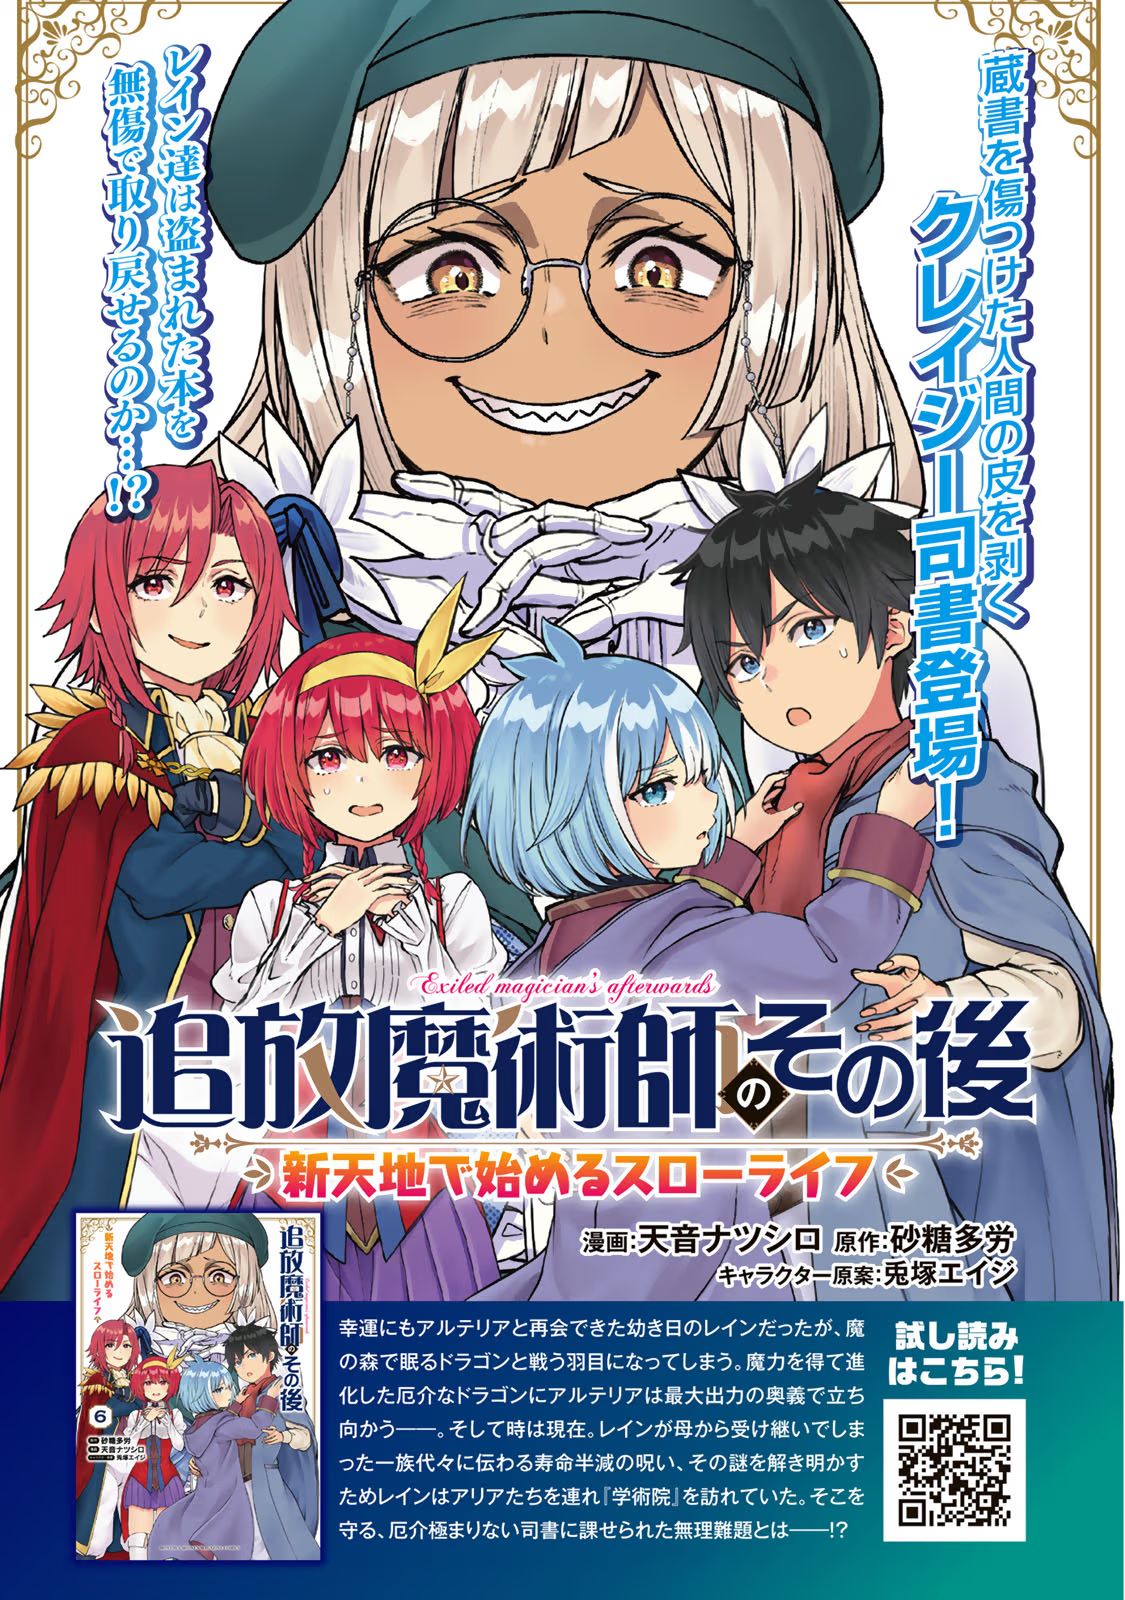 蔵書を傷つけた人間の皮を剥ぐ
クレイジー司書登場！
レイン達は盗まれた本を
無傷で取り戻せるのか…!?
Exiled magician's afterwards
追放魔術師のその後
新天地で始めるスローライフ
漫画:天音ナツシロ 原作:砂糖多労
キャラクター原案:兎塚エイジ
追放魔術師のその後
新天地で始める
スローライフ
6
砂糖多労
天音ナツシロ
兎塚エイジ
幸運にもアルテリアと再会できた幼き日のレインだったが、魔
の森で眠るドラゴンと戦う羽目になってしまう。魔力を得て進
化した厄介なドラゴンにアルテリアは最大出力の奥義で立ち
向かう――。そして時は現在。レインが母から受け継いでしま
った一族代々に伝わる寿命半減の呪い、その謎を解き明かす
ためレインはアリアたちを連れ『学術院』を訪れていた。そこを
守る、厄介極まりない司書に課せられた無理難題とは――!?
試し読み
はこちら!